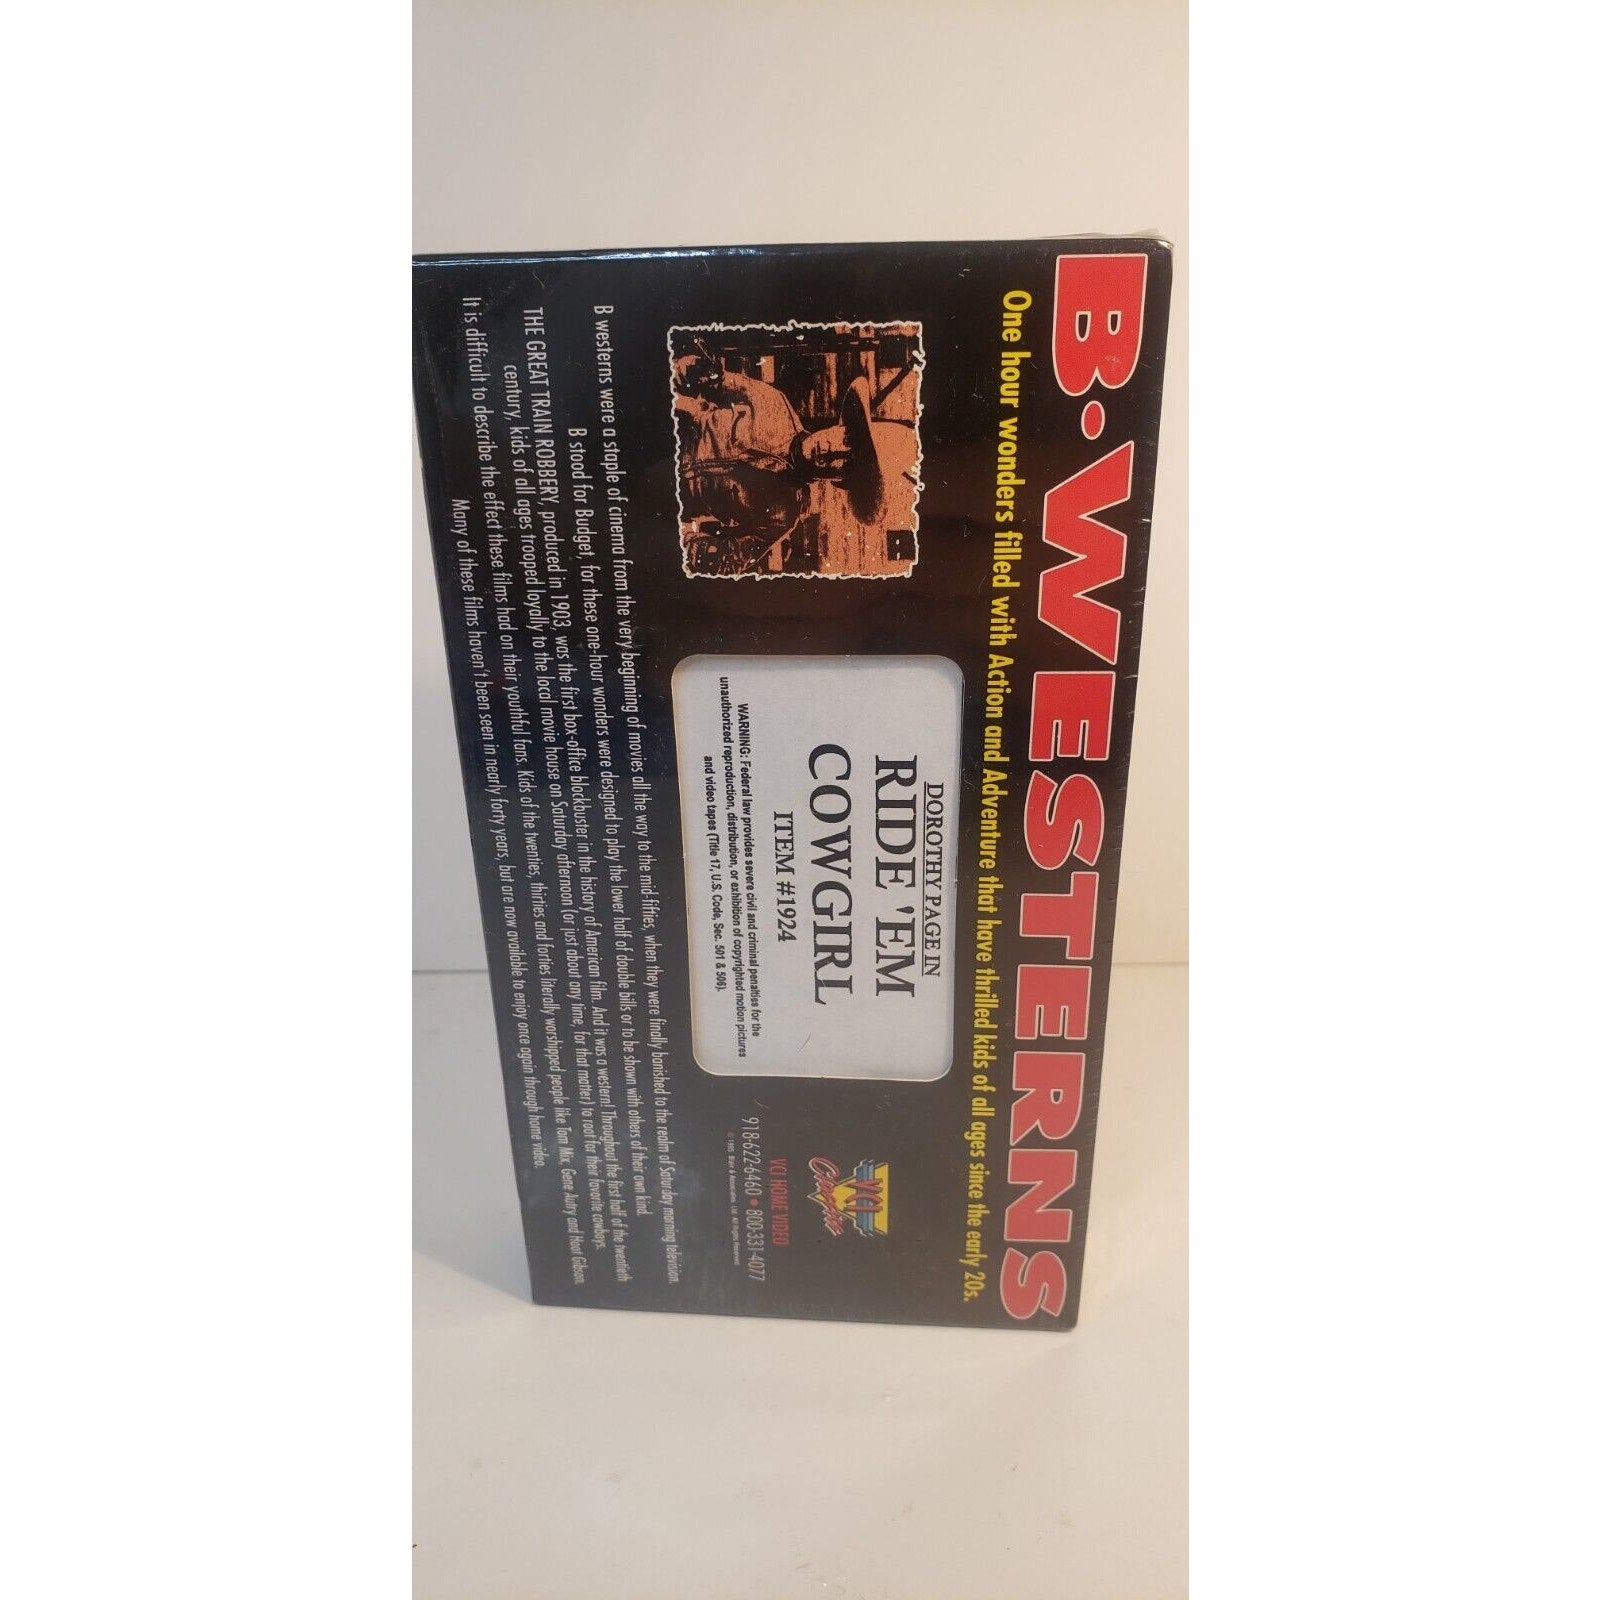 B•WESTERNS
One hour wonders filled with Action and Adventure that have thrilled kids of all ages since the early 20s.
DOROTHY PAGE IN
RIDE 'EM
COWGIRL
ITEM #1924
WARNING: Federal law provides severe civil and criminal penalties for the
unauthorized reproduction, distribution, or exhibition of copyrighted motion pictures
and video tapes (Title 17, U.S. Code, Sec. 501 & 506).
VCI
Classic
VCI HOME VIDEO
918-622-6460 • 800-331-4077
© 1995 Blair & Associates, Ltd. All Rights Reserved.
B westerns were a staple of cinema from the very beginning of movies all the way to the mid-fifties, when they were finally banished to the realm of Saturday morning television.
B stood for Budget, for these one-hour wonders were designed to play the lower half of double bills or to be shown with others of their own kind.
THE GREAT TRAIN ROBBERY, produced in 1903, was the first box-office blockbuster in the history of American film. And it was a western! Throughout the first half of the twentieth
century, kids of all ages trooped loyally to the local movie house on Saturday afternoon (or just about any time, for that matter) to root for their favorite cowboys.
It is difficult to describe the effect these films had on their youthful fans. Kids of the twenties, thirties and forties literally worshipped people like Tom Mix, Gene Autry and Hoot Gibson.
Many of these films haven't been seen in nearly forty years, but are now available to enjoy once again through home video.